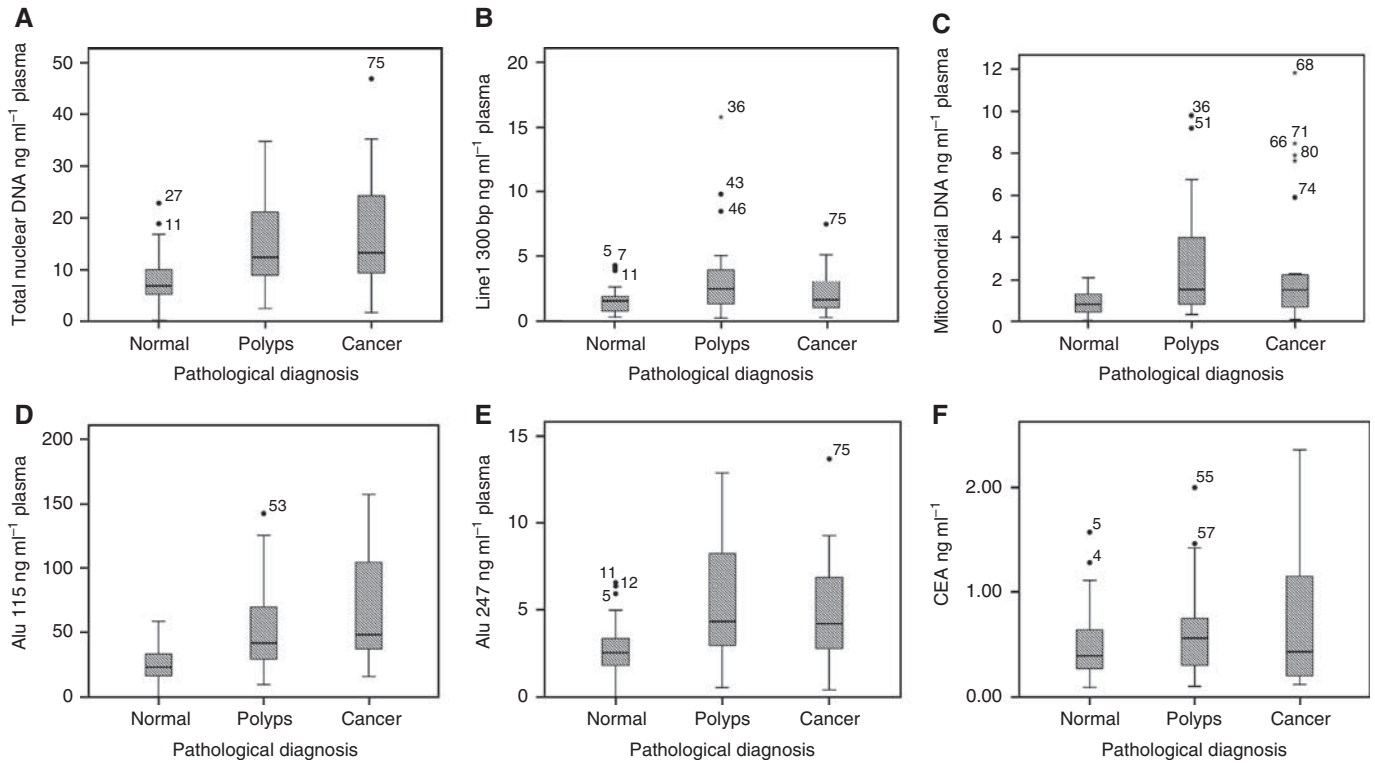 A
Total nuclear DNA ng ml⁻¹ plasma
50
40
30
20
10
0
75
27
11
Normal Polyps Cancer
Pathological diagnosis
B
Line1 300 bp ng ml⁻¹ plasma
20
15
10
5
0
36
43
46
75
5 7
11
Normal Polyps Cancer
Pathological diagnosis
C
Mitochondrial DNA ng ml⁻¹ plasma
12
10
8
6
4
2
0
68
36
51
71
66 80
74
Normal Polyps Cancer
Pathological diagnosis
D
Alu 115 ng ml⁻¹ plasma
200
150
100
50
0
53
Normal Polyps Cancer
Pathological diagnosis
E
Alu 247 ng ml⁻¹ plasma
15
10
5
0
75
11
12
5
Normal Polyps Cancer
Pathological diagnosis
F
CEA ng ml⁻¹
2.00
1.00
0.00
55
5
57
4
Normal Polyps Cancer
Pathological diagnosis